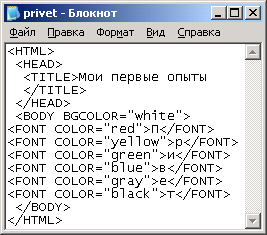 privet - Блокнот
Файл Правка Формат Вид Справка
<HTML>
<HEAD>
<TITLE>Мои первые опыты
</TITLE>
</HEAD>
<BODY BGCOLOR="white">
<FONT COLOR="red">П</FONT>
<FONT COLOR="yellow">р</FONT>
<FONT COLOR="green">и</FONT>
<FONT COLOR="blue">в</FONT>
<FONT COLOR="gray">е</FONT>
<FONT COLOR="black">т</FONT>
</BODY>
</HTML>